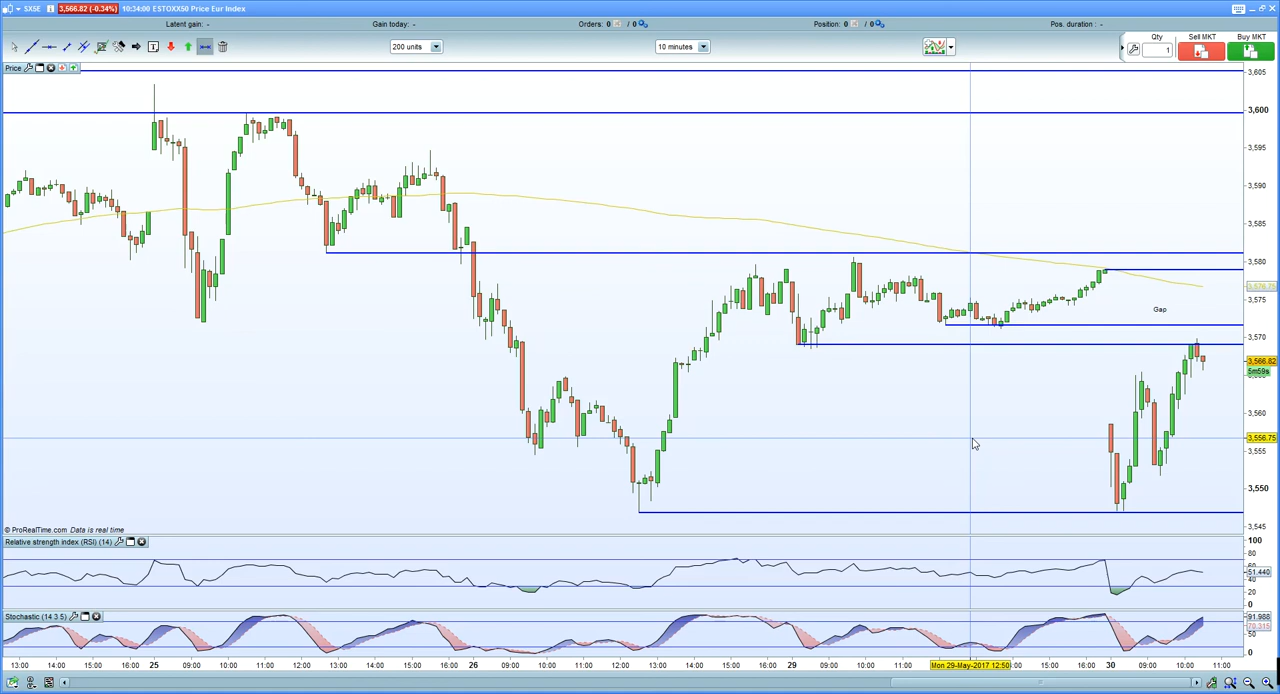 SX5E 3,566.82 (-0.34%) 10:34:00 ESTOXX50 Price Eur Index
Latent gain: - Gain today: - Orders: 0 / 0 Position: 0 / 0 Pos. duration : -
200 units 10 minutes Qty Sell MKT Buy MKT
1
Price
3,605
3,600
3,595
3,590
3,585
3,580
3,576.75
3,575
Gap
3,570
3,566.82
5m59s
3,560
3,556.75
3,555
3,550
© ProRealTime.com Data is real time
3,545
Relative strength index (RSI) (14)
100
80
51.440
40
20
0
Stochastic (14 3 5)
91.988
70.315
50
0
13:00 14:00 15:00 16:00 25 09:00 10:00 11:00 12:00 13:00 14:00 15:00 16:00 26 09:00 10:00 11:00 12:00 13:00 14:00 15:00 29 09:00 10:00 11:00 Mon 29-May-2017 12:50 :00 15:00 16:00 30 09:00 10:00 11:00